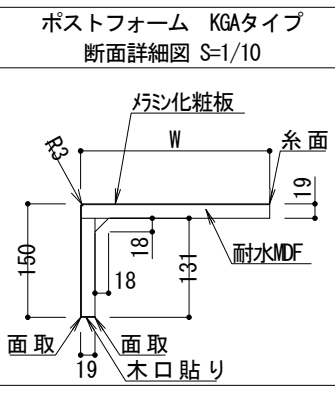 ポストフォーム KGAタイプ
断面詳細図 S=1/10
メラミン化粧板
R3
W
糸面
19
150
18
131
耐水MDF
18
面取
面取
19
木口貼り